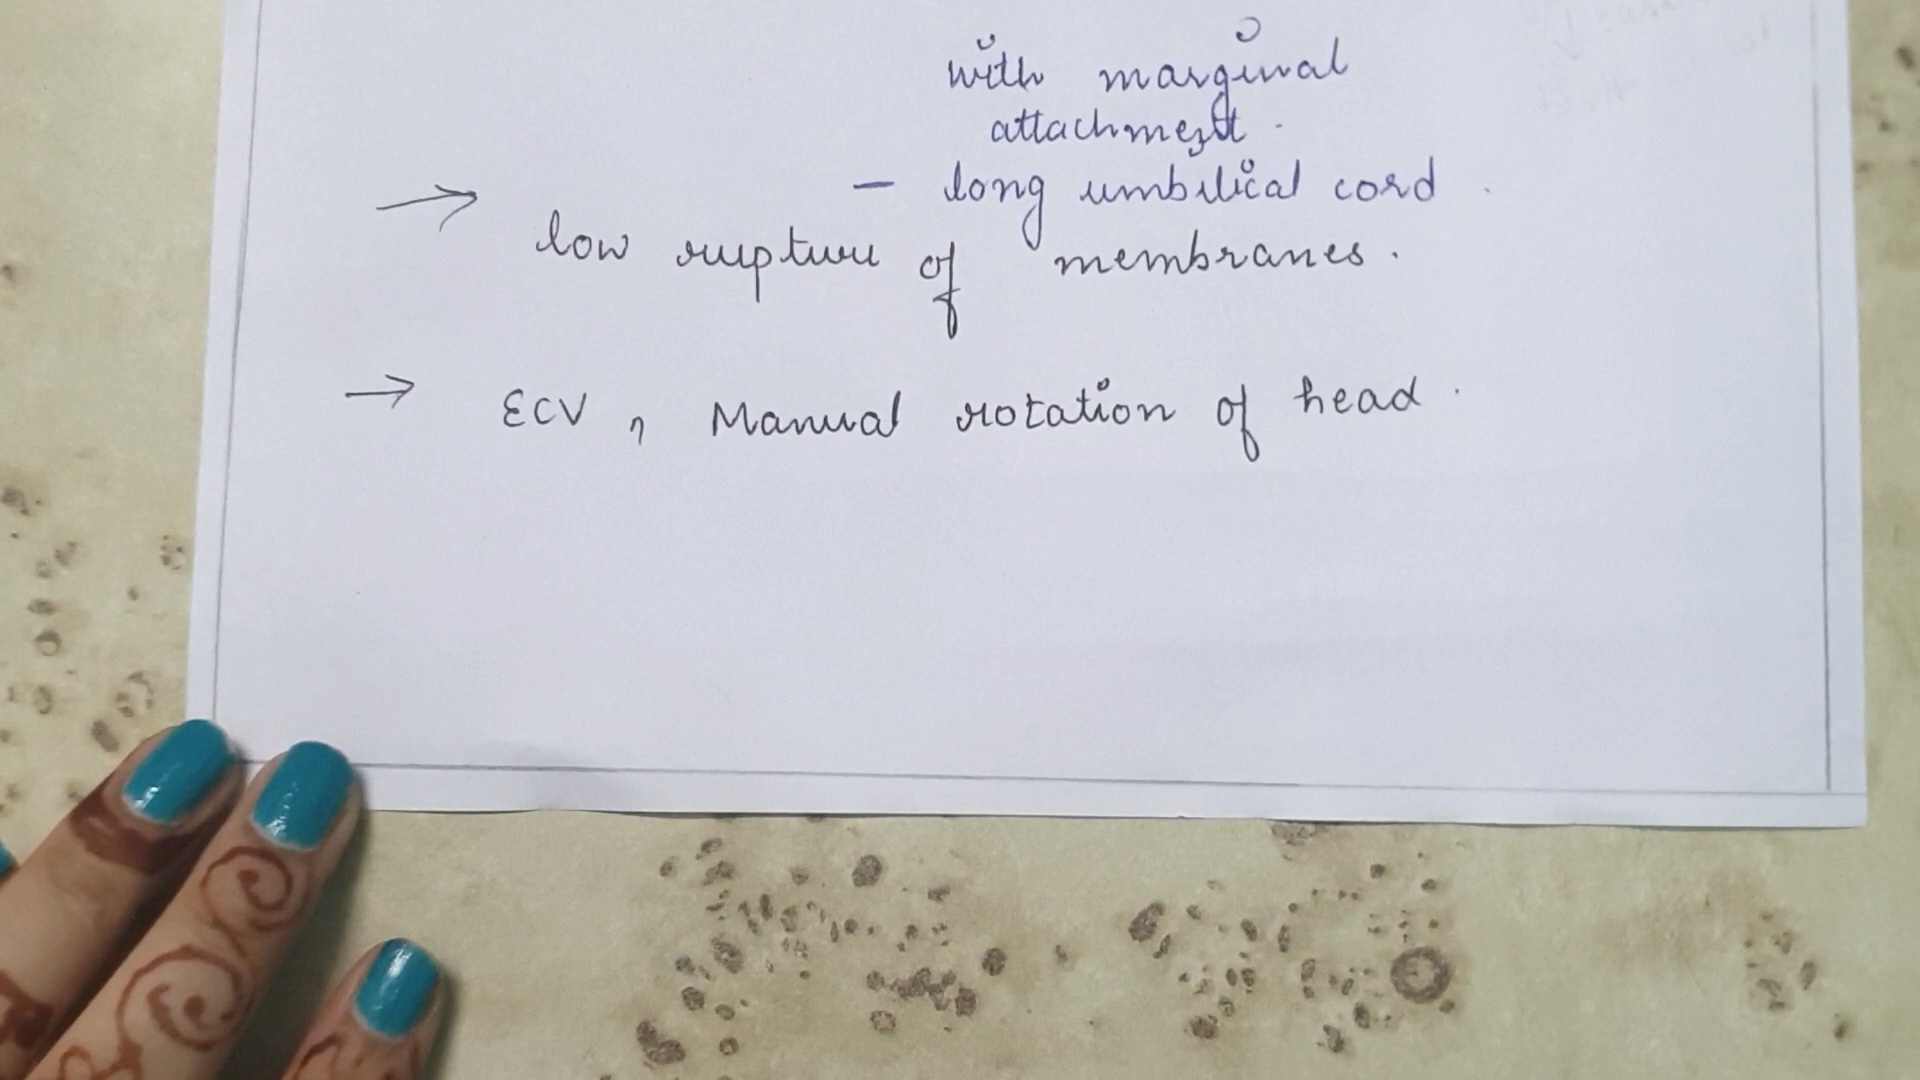 with marginal
attachment.
- long umbilical cord.
→ low rupture of membranes.
→ ECV, Manual rotation of head.